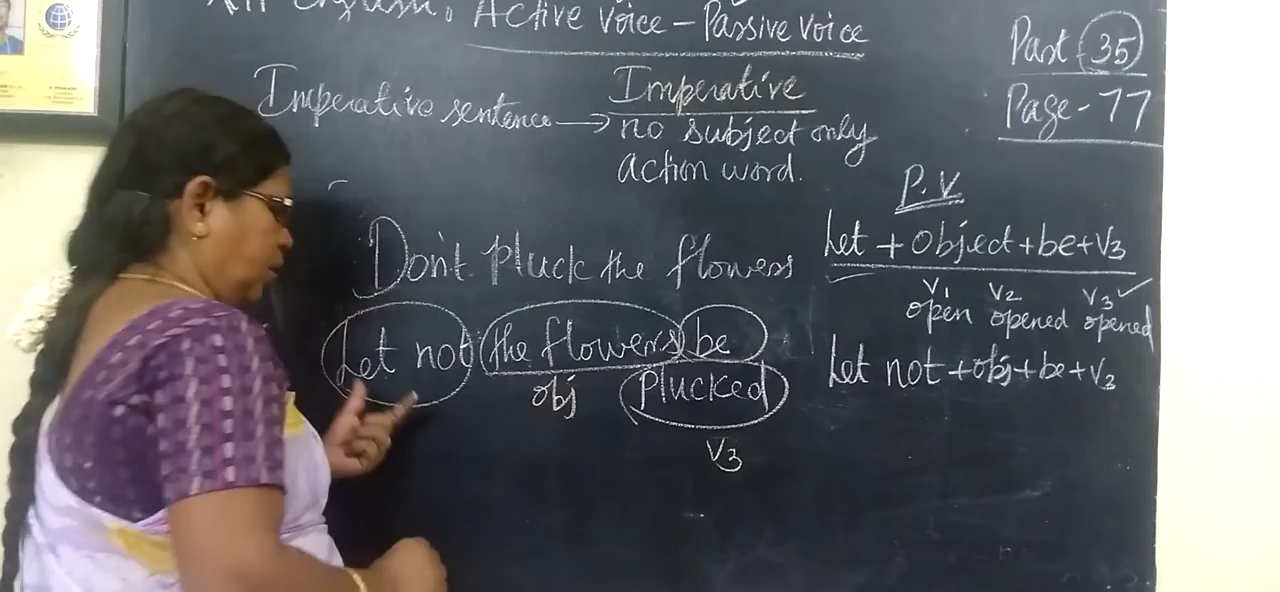 XII English. Active Voice – Passive Voice
Part 35
Page - 77
Imperative sentence → Imperative
no subject only
action word.
P.V
Let + Object + be + V3
V1 V2 V3 ✓
open opened opened
Let not + obj + be + V3
Don't Pluck the flowers
Let not the flowers be
obj
Plucked
V3